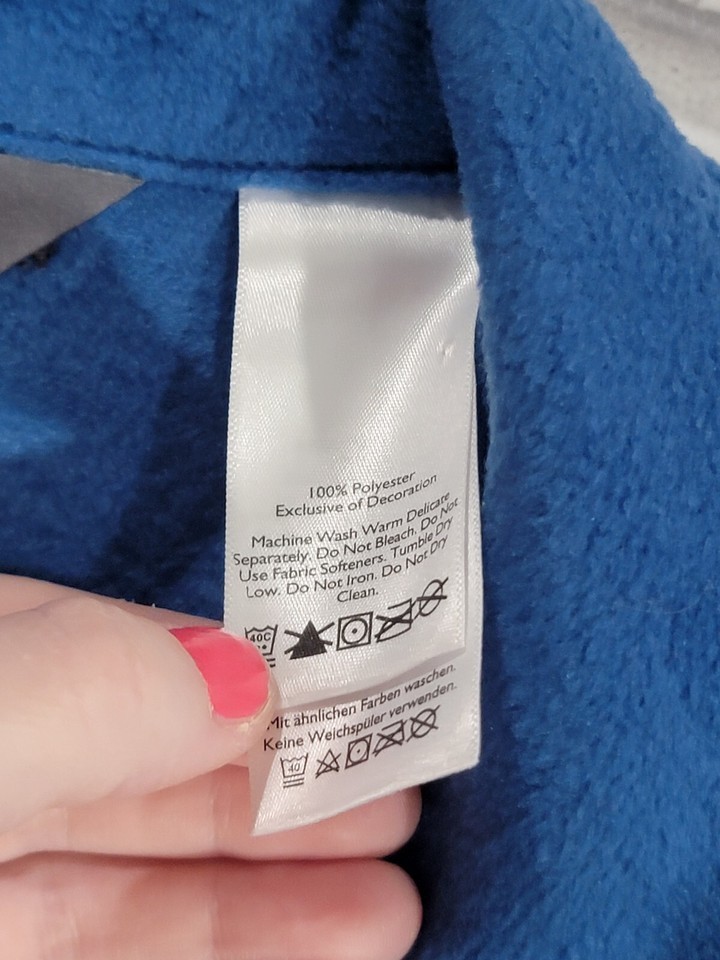 100% Polyester
Exclusive of Decoration
Machine Wash Warm Delicate
Separately. Do Not Bleach. Do Not
Use Fabric Softeners. Tumble Dry
Low. Do Not Iron. Do Not Dry
Clean.
40C
Mit ähnlichen Farben waschen.
Keine Weichspüler verwenden.
40